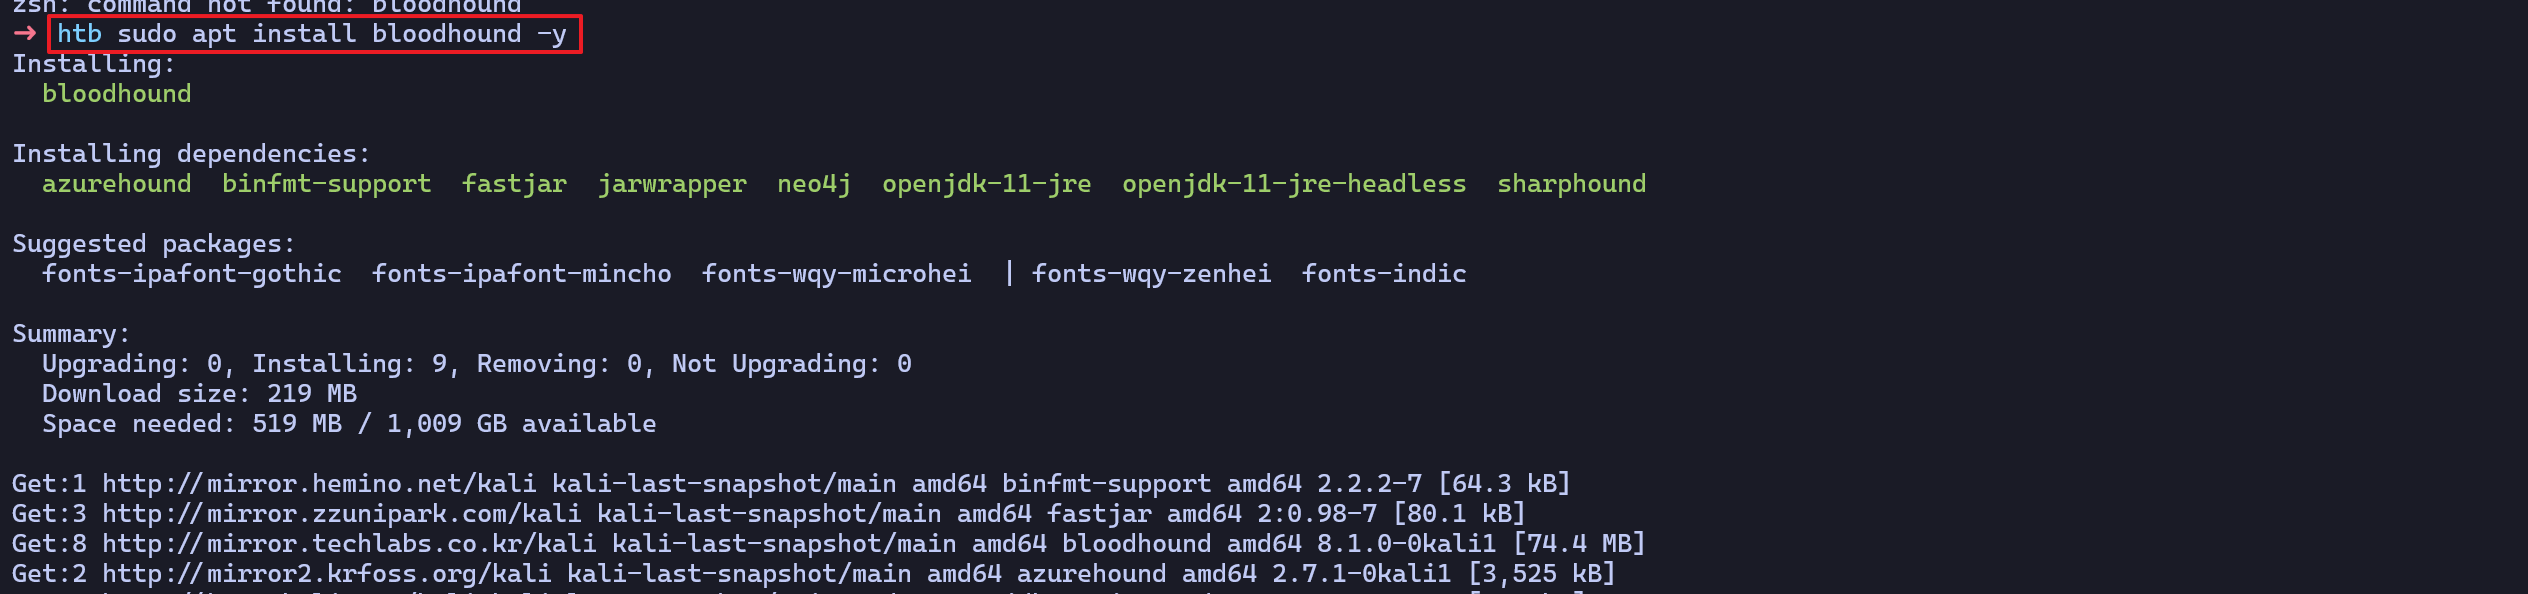 zsh: command not found: bloodhound
→ htb sudo apt install bloodhound -y
Installing:
bloodhound
Installing dependencies:
azurehound binfmt-support fastjar jarwrapper neo4j openjdk-11-jre openjdk-11-jre-headless sharphound
Suggested packages:
fonts-ipafont-gothic fonts-ipafont-mincho fonts-wqy-microhei | fonts-wqy-zenhei fonts-indic
Summary:
Upgrading: 0, Installing: 9, Removing: 0, Not Upgrading: 0
Download size: 219 MB
Space needed: 519 MB / 1,009 GB available
Get:1 http://mirror.hemino.net/kali kali-last-snapshot/main amd64 binfmt-support amd64 2.2.2-7 [64.3 kB]
Get:3 http://mirror.zzunipark.com/kali kali-last-snapshot/main amd64 fastjar amd64 2:0.98-7 [80.1 kB]
Get:8 http://mirror.techlabs.co.kr/kali kali-last-snapshot/main amd64 bloodhound amd64 8.1.0-0kali1 [74.4 MB]
Get:2 http://mirror2.krfoss.org/kali kali-last-snapshot/main amd64 azurehound amd64 2.7.1-0kali1 [3,525 kB]